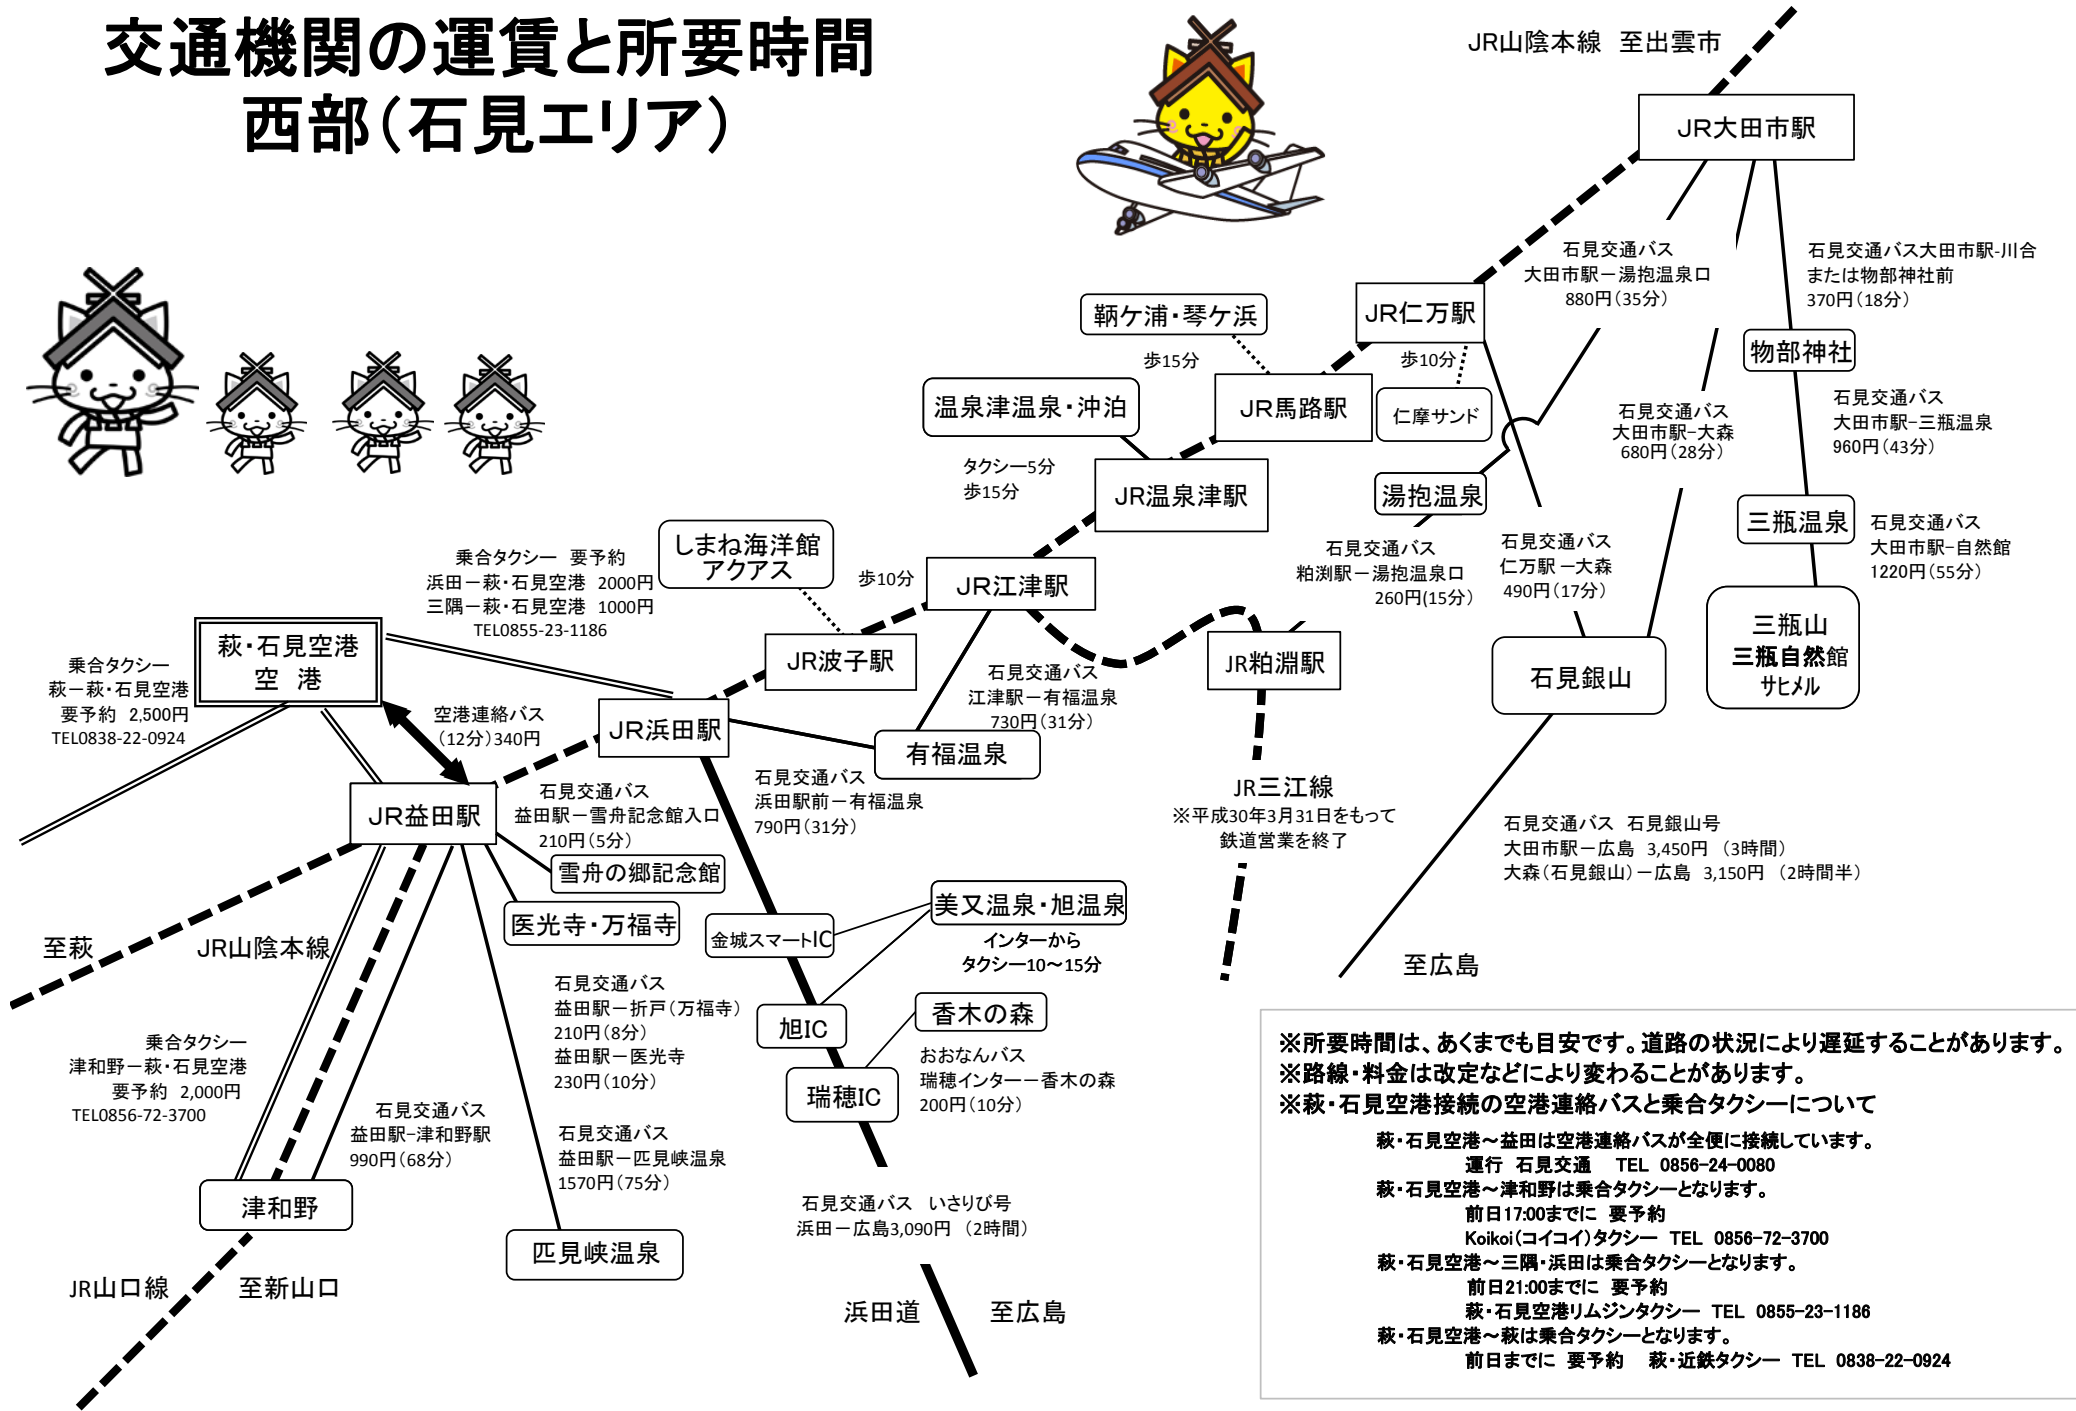 交通機関の運賃と所要時間
西部（石見エリア）
JR山陰本線 至出雲市
JR大田市駅
石見交通バス
大田市駅－湯抱温泉口
880円（35分）
石見交通バス大田市駅-川合
または物部神社前
370円（18分）
JR仁万駅
鞆ケ浦・琴ケ浜
歩15分
歩10分
物部神社
JR馬路駅
仁摩サンド
温泉津温泉・沖泊
石見交通バス
大田市駅-大森
680円（28分）
石見交通バス
大田市駅-三瓶温泉
960円（43分）
タクシー5分
歩15分
JR温泉津駅
湯抱温泉
三瓶温泉
石見交通バス
大田市駅-自然館
1220円（55分）
しまね海洋館
アクアス
歩10分
JR江津駅
石見交通バス
粕渕駅－湯抱温泉口
260円(15分）
石見交通バス
仁万駅－大森
490円（17分）
乗合タクシー 要予約
浜田－萩・石見空港 2000円
三隅－萩・石見空港 1000円
TEL0855-23-1186
萩・石見空港
空 港
乗合タクシー
萩－萩・石見空港
要予約 2,500円
TEL0838-22-0924
JR波子駅
石見交通バス
江津駅－有福温泉
730円（31分）
JR粕淵駅
石見銀山
三瓶山
三瓶自然館
サヒメル
空港連絡バス
（12分）340円
JR浜田駅
有福温泉
JR益田駅
石見交通バス
益田駅－雪舟記念館入口
210円（5分）
石見交通バス
浜田駅前－有福温泉
790円（31分）
JR三江線
※平成30年3月31日をもって
鉄道営業を終了
石見交通バス 石見銀山号
大田市駅－広島 3,450円 （3時間）
大森（石見銀山）－広島 3,150円 （2時間半）
雪舟の郷記念館
医光寺・万福寺
至萩
JR山陰本線
金城スマートIC
美又温泉・旭温泉
インターから
タクシー10～15分
至広島
石見交通バス
益田駅－折戸（万福寺）
210円（8分）
益田駅－医光寺
230円（10分）
旭IC
香木の森
おおなんバス
瑞穂インター－香木の森
200円（10分）
瑞穂IC
乗合タクシー
津和野－萩・石見空港
要予約 2,000円
TEL0856-72-3700
石見交通バス
益田駅-津和野駅
990円（68分）
石見交通バス
益田駅－匹見峡温泉
1570円（75分）
津和野
匹見峡温泉
石見交通バス いさりび号
浜田－広島3,090円 （2時間）
JR山口線
至新山口
浜田道
至広島
※所要時間は、あくまでも目安です。道路の状況により遅延することがあります。
※路線・料金は改定などにより変わることがあります。
※萩・石見空港接続の空港連絡バスと乗合タクシーについて
萩・石見空港～益田は空港連絡バスが全便に接続しています。
運行 石見交通 TEL 0856-24-0080
萩・石見空港～津和野は乗合タクシーとなります。
前日17:00までに 要予約
Koikoi（コイコイ）タクシー TEL 0856-72-3700
萩・石見空港～三隅・浜田は乗合タクシーとなります。
前日21:00までに 要予約
萩・石見空港リムジンタクシー TEL 0855-23-1186
萩・石見空港～萩は乗合タクシーとなります。
前日までに 要予約 萩・近鉄タクシー TEL 0838-22-0924